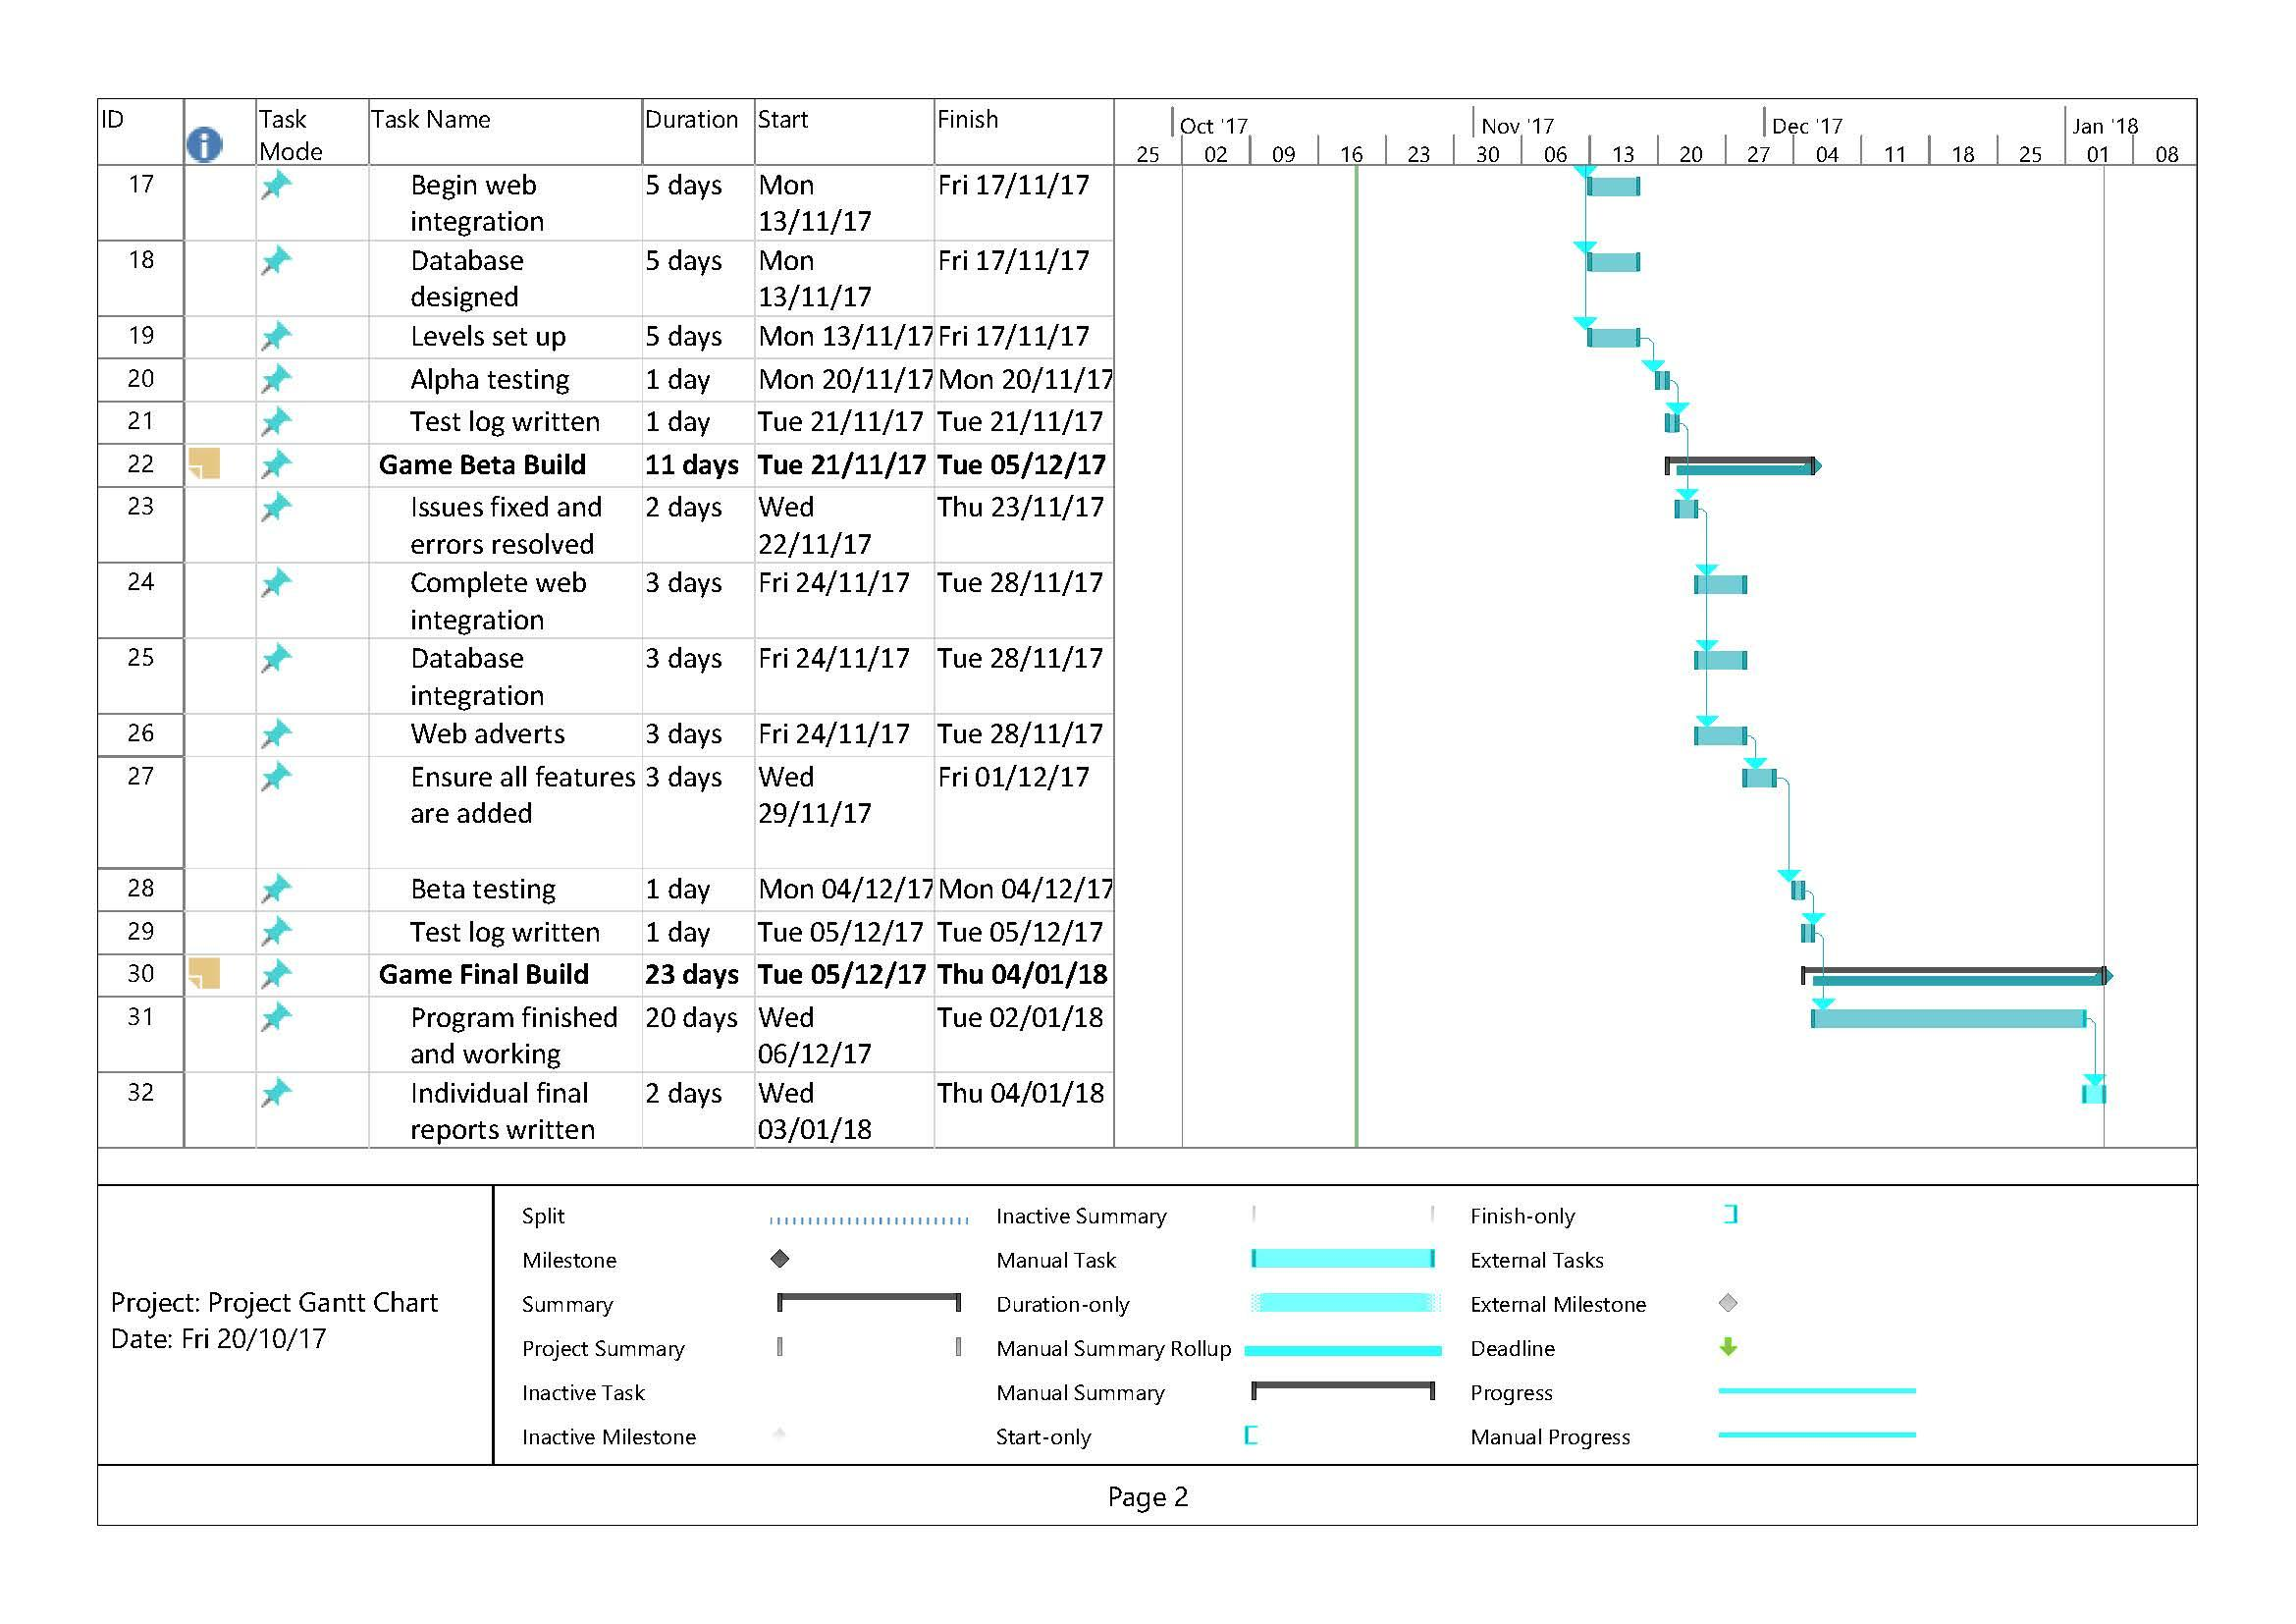 ID
Task Mode
Task Name
Duration
Start
Finish
Oct '17
Nov '17
Dec '17
Jan '18
25 02 09 16 23 30 06 13 20 27 04 11 18 25 01 08
17 Begin web 5 days Mon Fri 17/11/17
integration 13/11/17
18 Database 5 days Mon Fri 17/11/17
designed 13/11/17
19 Levels set up 5 days Mon 13/11/17 Fri 17/11/17
20 Alpha testing 1 day Mon 20/11/17 Mon 20/11/17
21 Test log written 1 day Tue 21/11/17 Tue 21/11/17
22 Game Beta Build 11 days Tue 21/11/17 Tue 05/12/17
23 Issues fixed and 2 days Wed Thu 23/11/17
errors resolved 22/11/17
24 Complete web 3 days Fri 24/11/17 Tue 28/11/17
integration
25 Database 3 days Fri 24/11/17 Tue 28/11/17
integration
26 Web adverts 3 days Fri 24/11/17 Tue 28/11/17
27 Ensure all features 3 days Wed Fri 01/12/17
are added 29/11/17
28 Beta testing 1 day Mon 04/12/17 Mon 04/12/17
29 Test log written 1 day Tue 05/12/17 Tue 05/12/17
30 Game Final Build 23 days Tue 05/12/17 Thu 04/01/18
31 Program finished 20 days Wed Tue 02/01/18
and working 06/12/17
32 Individual final 2 days Wed Thu 04/01/18
reports written 03/01/18
Project: Project Gantt Chart
Date: Fri 20/10/17
Split
Milestone
Summary
Project Summary
Inactive Task
Inactive Milestone
Inactive Summary
Manual Task
Duration-only
Manual Summary Rollup
Manual Summary
Start-only
Finish-only
External Tasks
External Milestone
Deadline
Progress
Manual Progress
Page 2